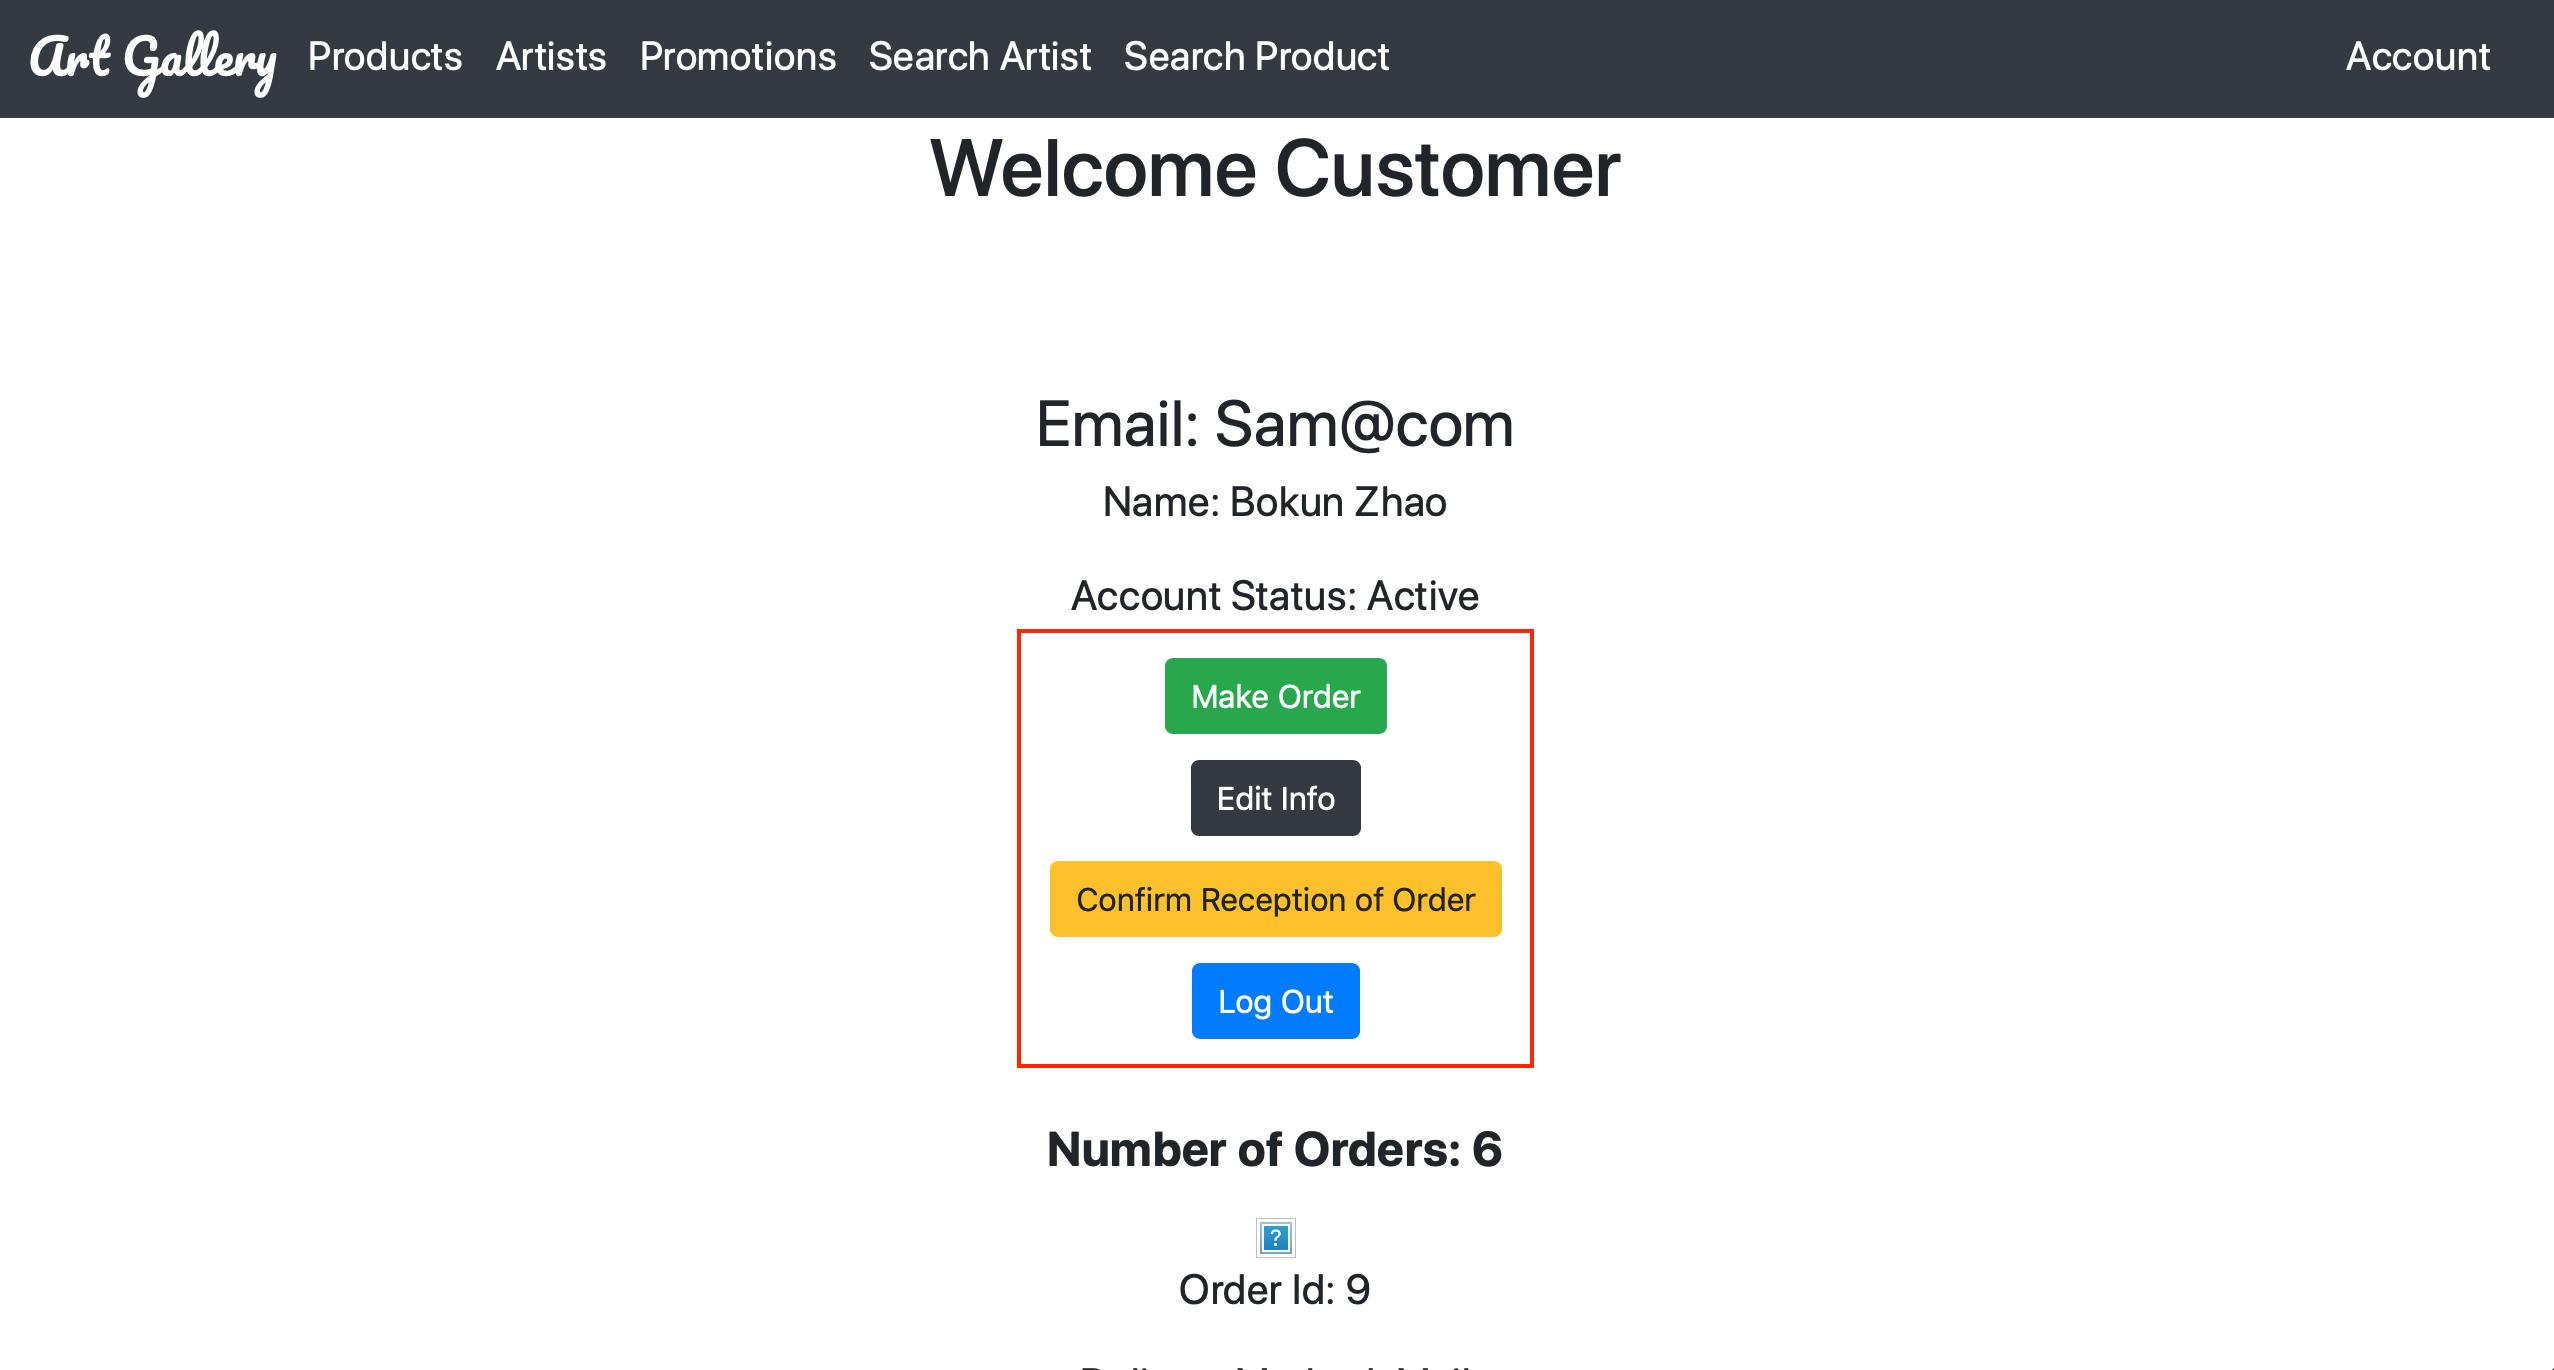 Art Gallery Products Artists Promotions Search Artist Search Product Account
Welcome Customer
Email: Sam@com
Name: Bokun Zhao
Account Status: Active
Make Order
Edit Info
Confirm Reception of Order
Log Out
Number of Orders: 6
?
Order Id: 9